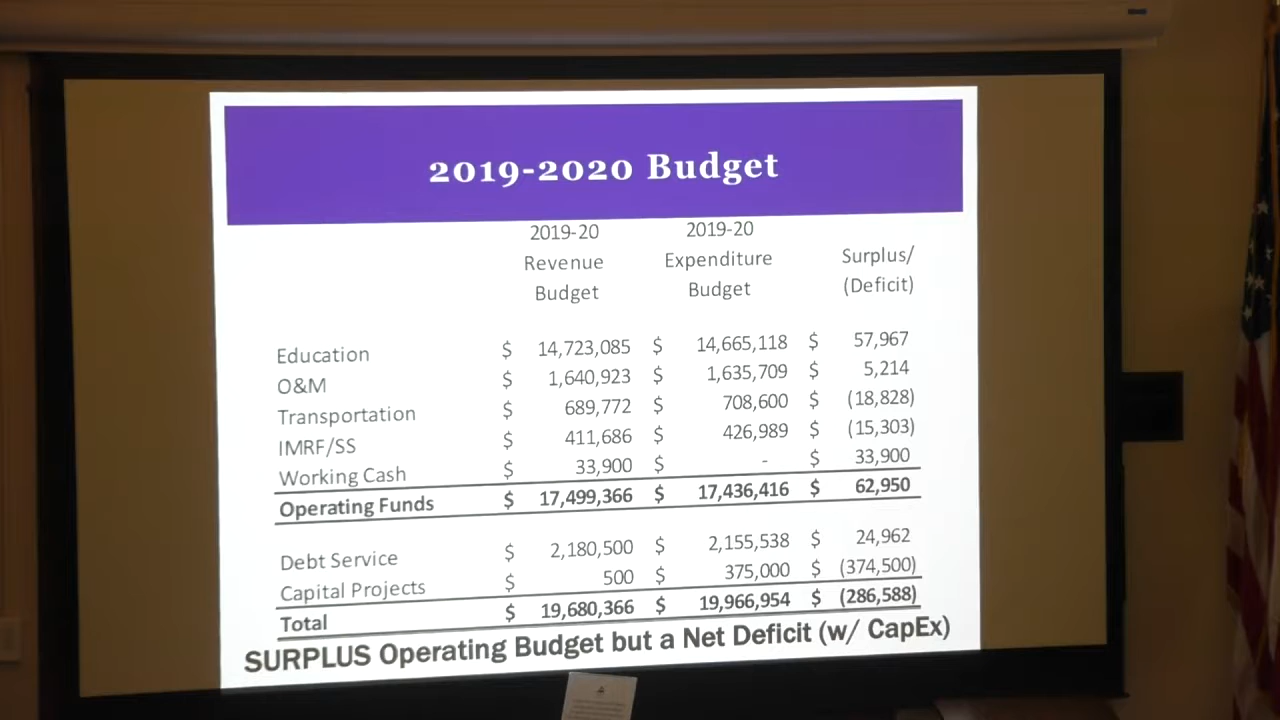 2019-2020 Budget
2019-20 2019-20
Revenue Expenditure Surplus/
Budget Budget (Deficit)
Education $ 14,723,085 $ 14,665,118 $ 57,967
O&M $ 1,640,923 $ 1,635,709 $ 5,214
Transportation $ 689,772 $ 708,600 $ (18,828)
IMRF/SS $ 411,686 $ 426,989 $ (15,303)
Working Cash $ 33,900 $ - $ 33,900
Operating Funds $ 17,499,366 $ 17,436,416 $ 62,950
Debt Service $ 2,180,500 $ 2,155,538 $ 24,962
Capital Projects $ 500 $ 375,000 $ (374,500)
Total $ 19,680,366 $ 19,966,954 $ (286,588)
SURPLUS Operating Budget but a Net Deficit (w/ CapEx)